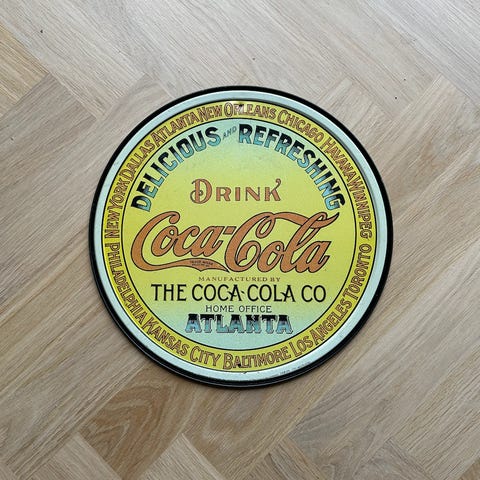 NEW YORK DALLAS ATLANTA NEW ORLEANS CHICAGO HAVANA WINNIPEG
DELICIOUS AND REFRESHING
DRINK
Coca-Cola
MANUFACTURED BY
THE COCA-COLA CO
HOME OFFICE
ATLANTA
PHILADELPHIA KANSAS CITY BALTIMORE LOS ANGELES TORONTO